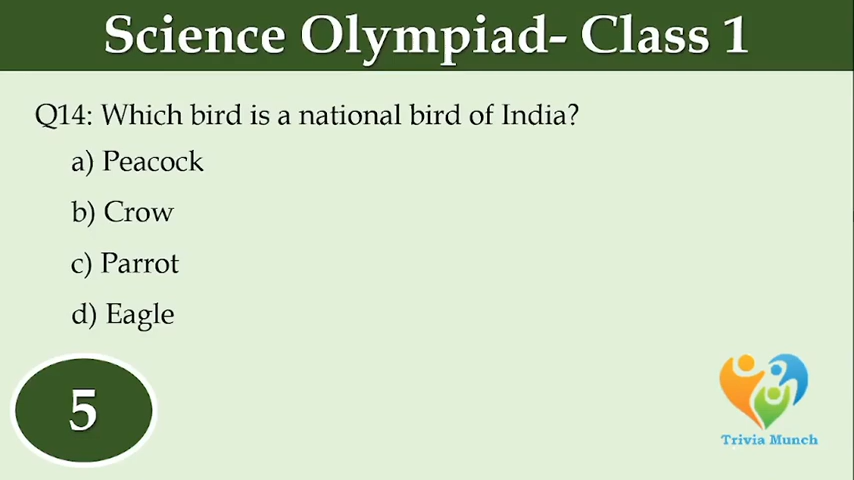 Science Olympiad- Class 1
Q14: Which bird is a national bird of India?
a) Peacock
b) Crow
c) Parrot
d) Eagle
5
Trivia Munch